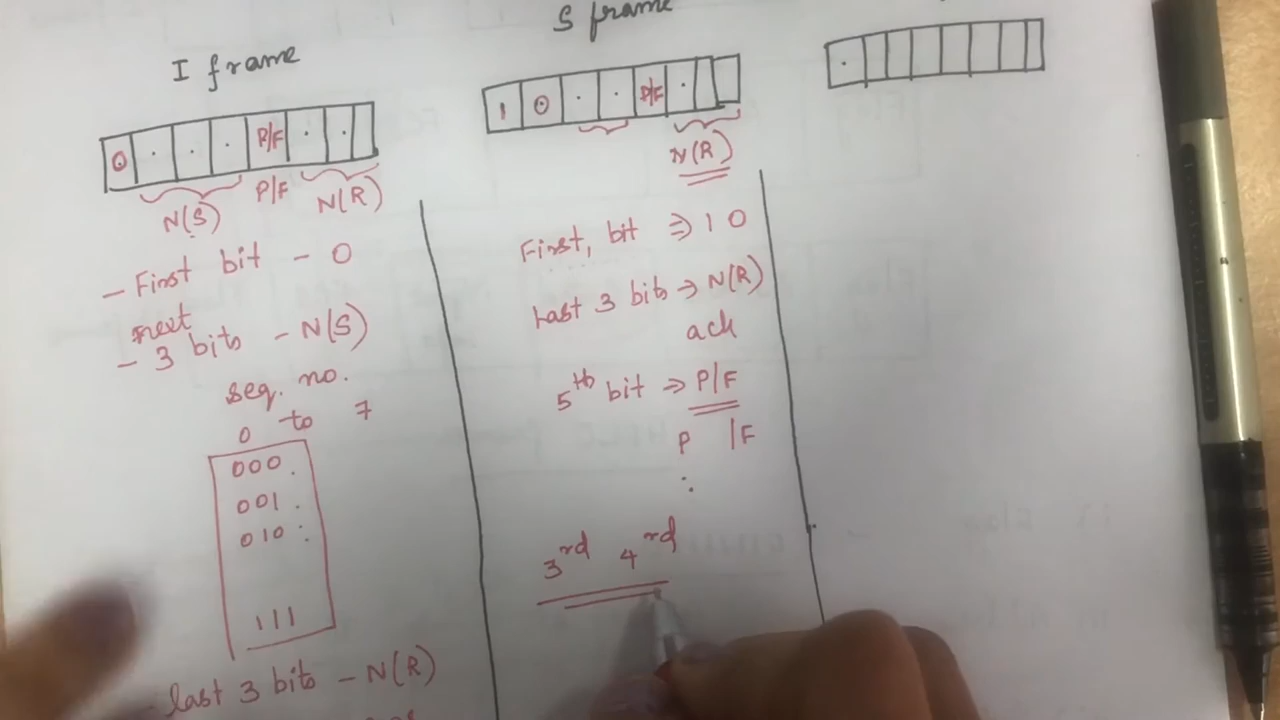 I frame
0 . . . P/F . .
N(S) P/F N(R)
- First bit - 0
next
- 3 bits - N(S)
seq. no.
0 to 7
000 .
001 .
010 :
111
last 3 bits - N(R)
S frame
1 0 . . P/F .
N(R)
First, bit ⇒ 1 0
Last 3 bits → N(R)
ack
5th bit ⇒ P/F
P /F
3rd 4rd